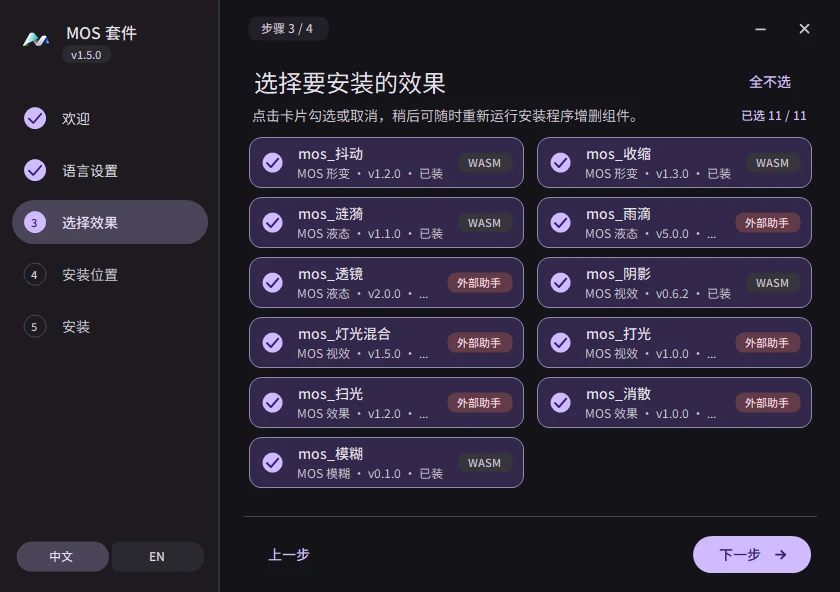 MOS 套件
v1.5.0
欢迎
语言设置
3 选择效果
4 安装位置
5 安装
中文
EN
步骤 3 / 4
选择要安装的效果
全不选
点击卡片勾选或取消，稍后可随时重新运行安装程序增删组件。
已选 11 / 11
mos_抖动
MOS 形变 • v1.2.0 • 已装
WASM
mos_收缩
MOS 形变 • v1.3.0 • 已装
WASM
mos_涟漪
MOS 液态 • v1.1.0 • 已装
WASM
mos_雨滴
MOS 液态 • v5.0.0 • ...
外部助手
mos_透镜
MOS 液态 • v2.0.0 • ...
外部助手
mos_阴影
MOS 视效 • v0.6.2 • 已装
WASM
mos_灯光混合
MOS 视效 • v1.5.0 • ...
外部助手
mos_打光
MOS 视效 • v1.0.0 • ...
外部助手
mos_扫光
MOS 效果 • v1.2.0 • ...
外部助手
mos_消散
MOS 效果 • v1.0.0 • ...
外部助手
mos_模糊
MOS 模糊 • v0.1.0 • 已装
WASM
上一步
下一步 →